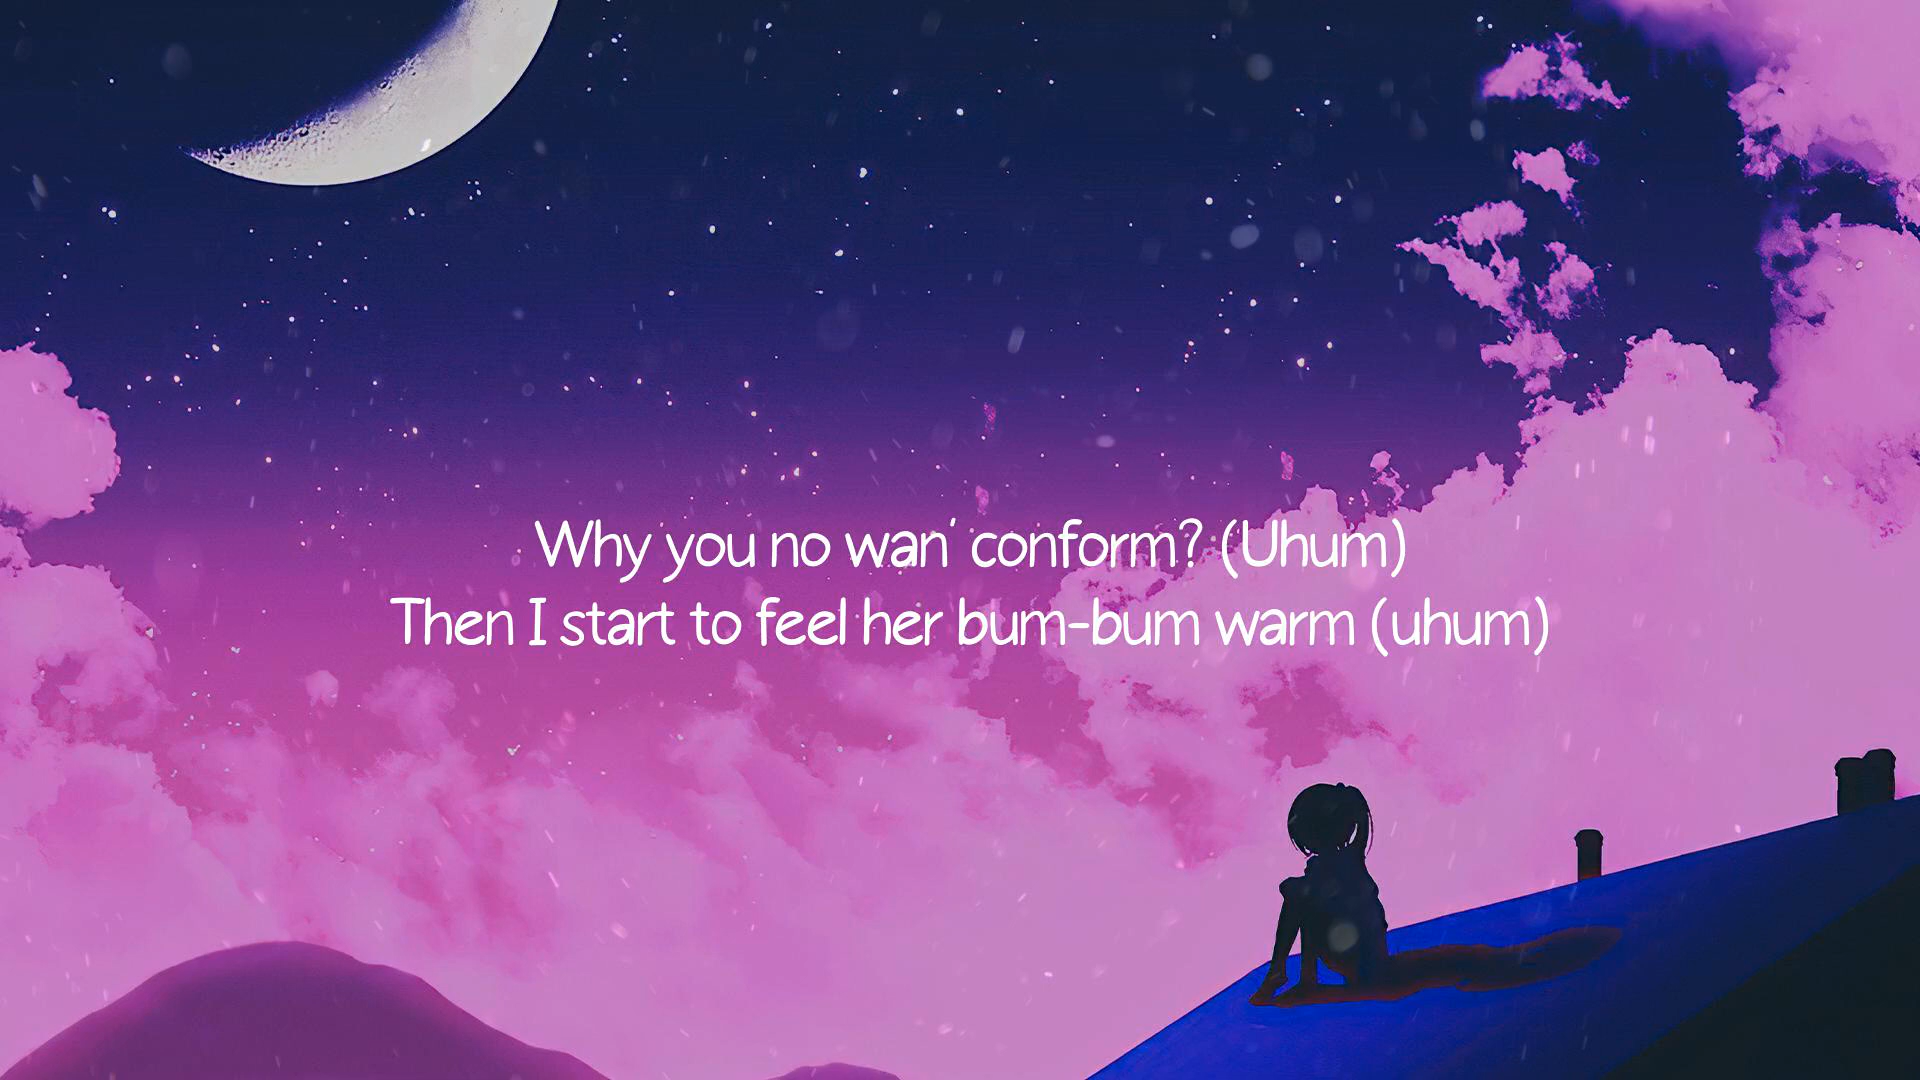 Why you no wan' conform? (Uhum)
Then I start to feel her bum-bum warm (uhum)